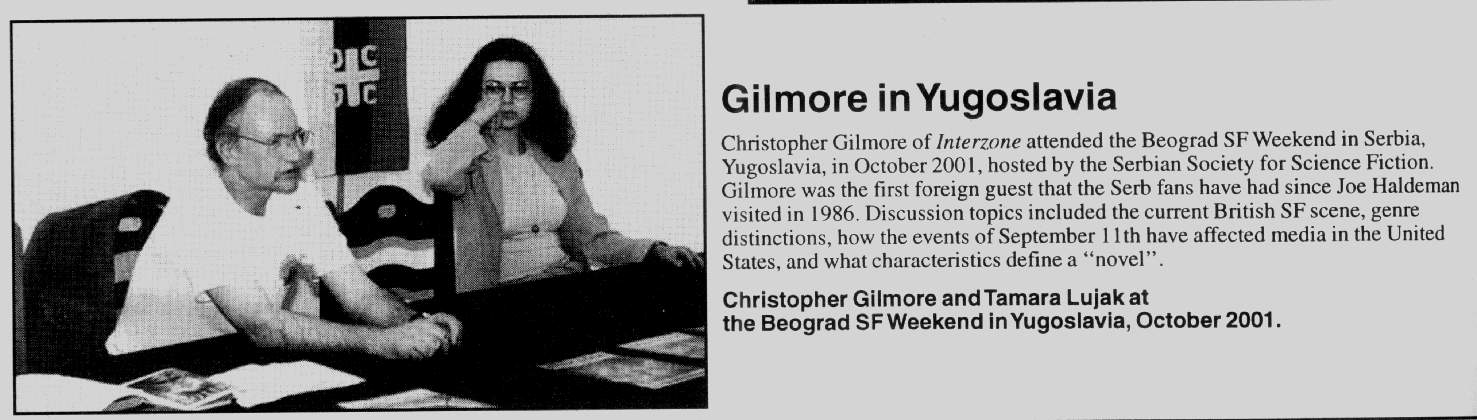 Gilmore in Yugoslavia
Christopher Gilmore of Interzone attended the Beograd SF Weekend in Serbia,
Yugoslavia, in October 2001, hosted by the Serbian Society for Science Fiction.
Gilmore was the first foreign guest that the Serb fans have had since Joe Haldeman
visited in 1986. Discussion topics included the current British SF scene, genre
distinctions, how the events of September 11th have affected media in the United
States, and what characteristics define a “novel”.
Christopher Gilmore and Tamara Lujak at
the Beograd SF Weekend in Yugoslavia, October 2001.